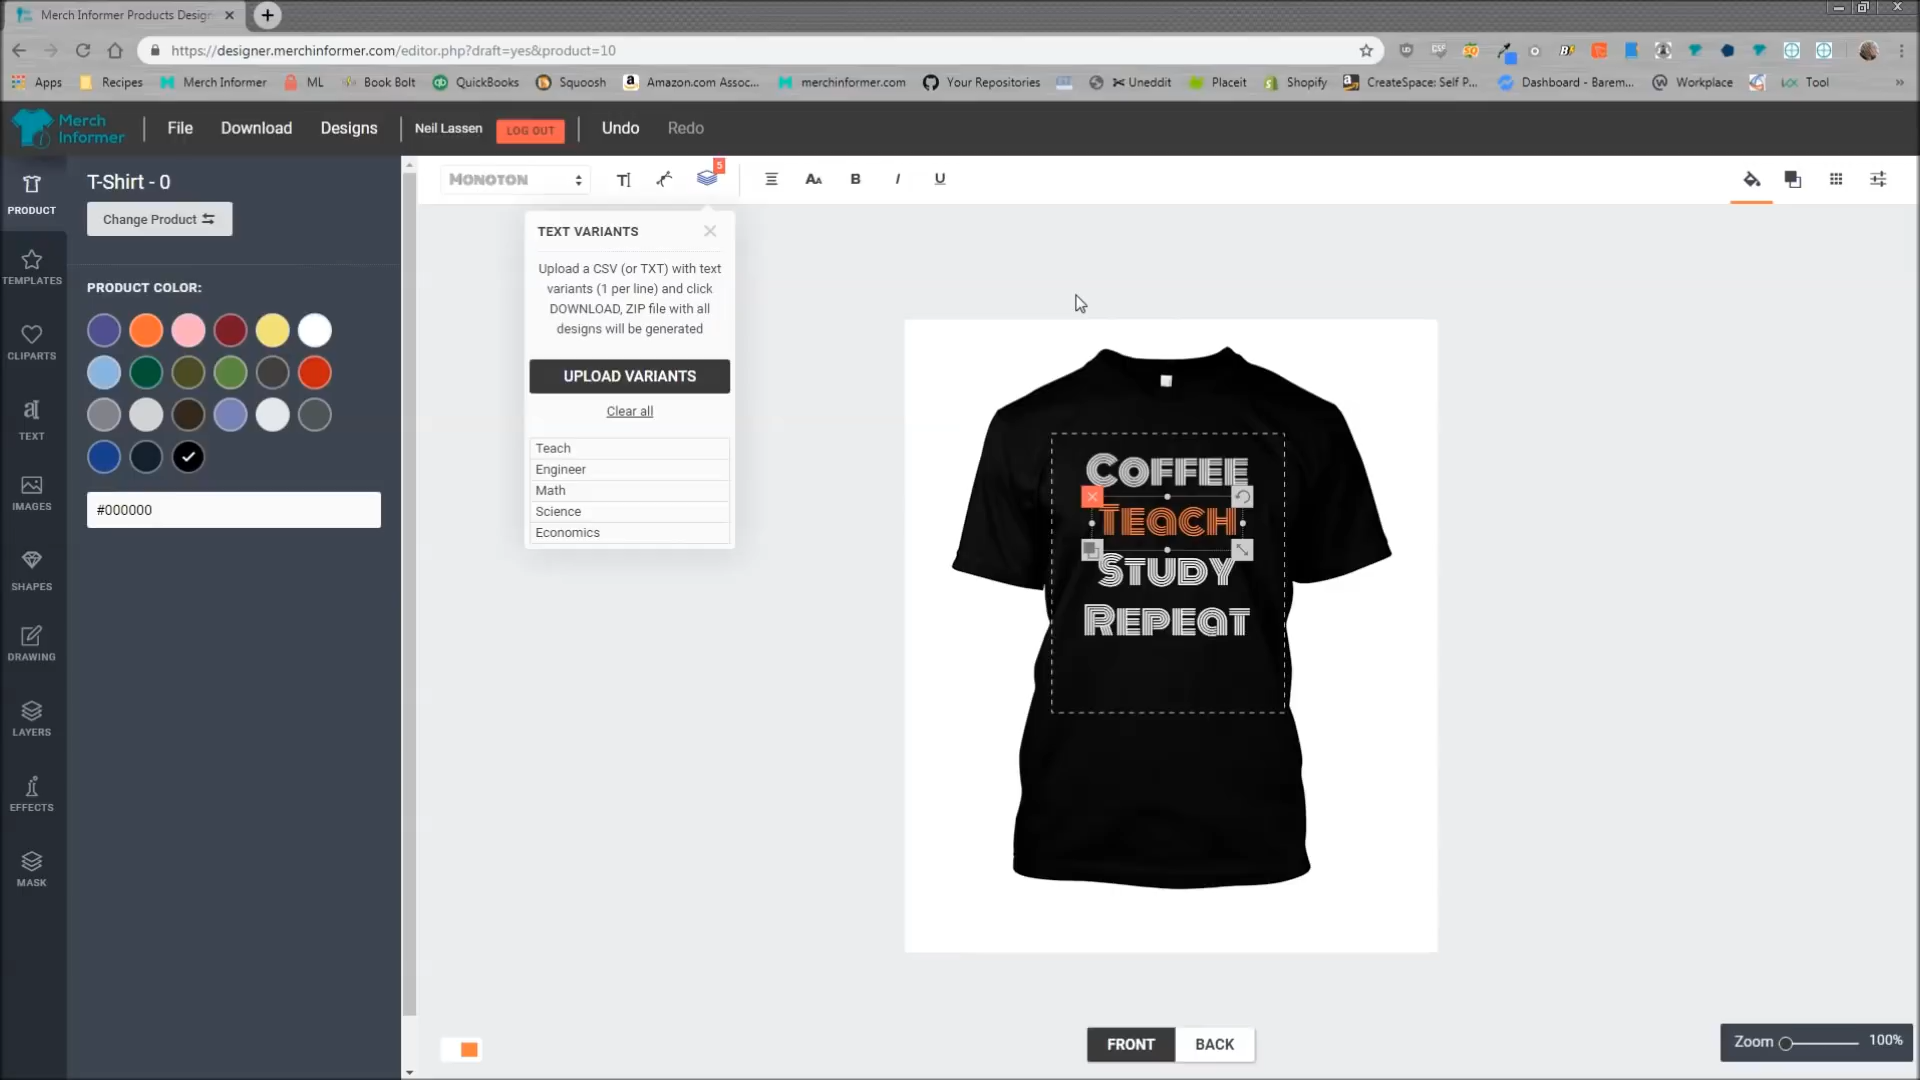 Merch Informer Products Desig
https://designer.merchinformer.com/editor.php?draft=yes&product=10
Apps
Recipes
Merch Informer
ML
Book Bolt
QuickBooks
Squoosh
Amazon.com Assoc...
merchinformer.com
Your Repositories
Uneddit
Placeit
Shopify
CreateSpace: Self P...
Dashboard - Barem...
Workplace
Tool
Merch
Informer
File
Download
Designs
Neil Lassen
LOG OUT
Undo
Redo
PRODUCT
TEMPLATES
CLIPARTS
TEXT
IMAGES
SHAPES
DRAWING
LAYERS
EFFECTS
MASK
T-Shirt - 0
Change Product
PRODUCT COLOR:
#000000
MONOTON
5
B
I
U
TEXT VARIANTS
Upload a CSV (or TXT) with text
variants (1 per line) and click
DOWNLOAD, ZIP file with all
designs will be generated
UPLOAD VARIANTS
Clear all
Teach
Engineer
Math
Science
Economics
COFFEE
TEACH
STUDY
REPEAT
FRONT
BACK
Zoom
100%